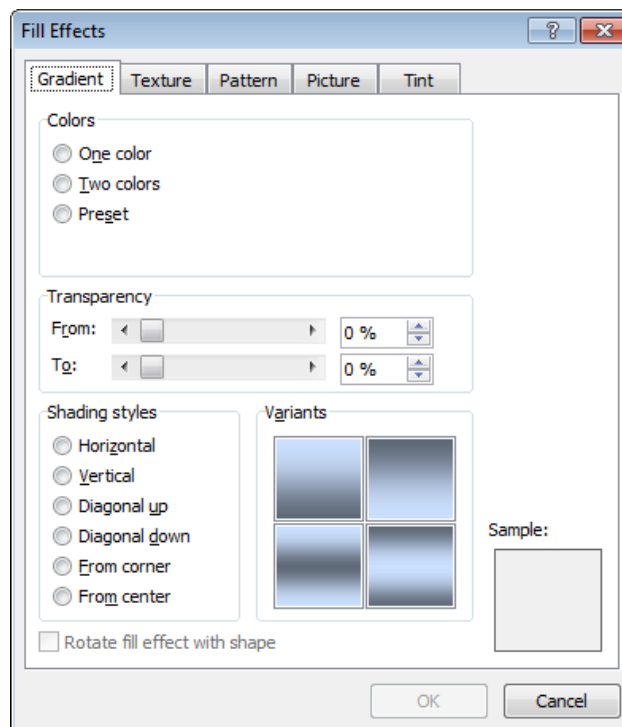 Fill Effects
Gradient Texture Pattern Picture Tint
Colors
One color
Two colors
Preset
Transparency
From: 0 %
To: 0 %
Shading styles
Horizontal
Vertical
Diagonal up
Diagonal down
From corner
From center
Variants
Sample:
Rotate fill effect with shape
OK Cancel